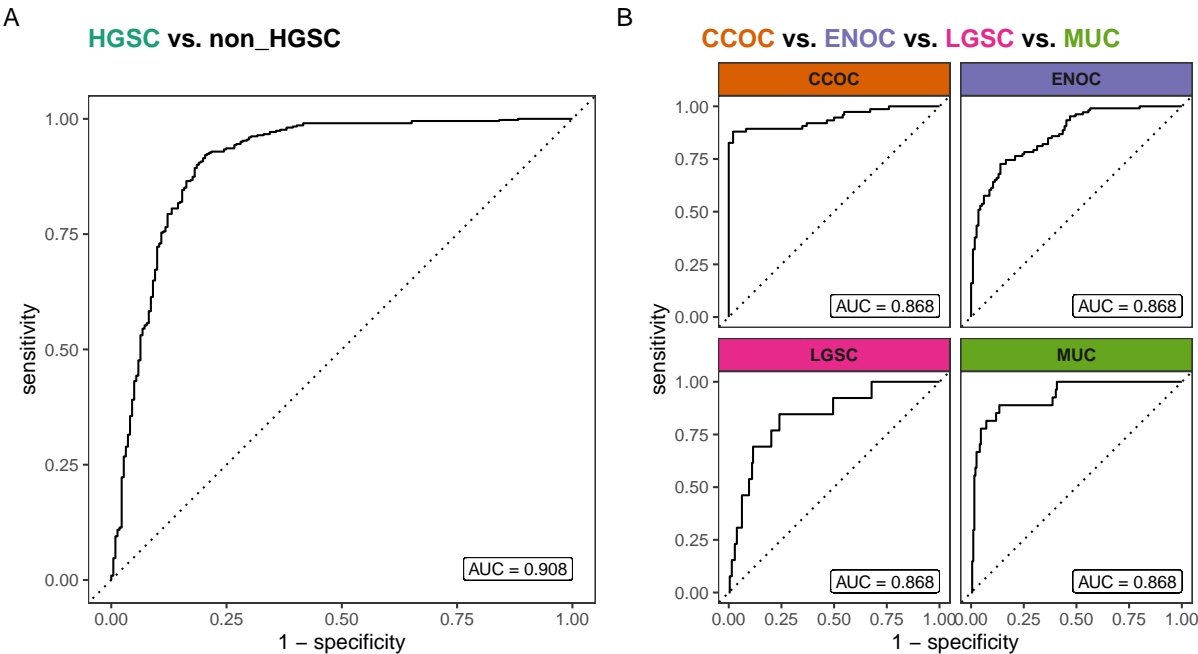 A
HGSC vs. non_HGSC
1.00
0.75
0.50
0.25
0.00
sensitivity
AUC = 0.908
0.00 0.25 0.50 0.75 1.00
1 − specificity
B
CCOC vs. ENOC vs. LGSC vs. MUC
CCOC
ENOC
1.00
0.75
0.50
0.25
0.00
AUC = 0.868
AUC = 0.868
sensitivity
LGSC
MUC
1.00
0.75
0.50
0.25
0.00
AUC = 0.868
AUC = 0.868
0.00 0.25 0.50 0.75 1.00 0.00 0.25 0.50 0.75 1.00
1 − specificity